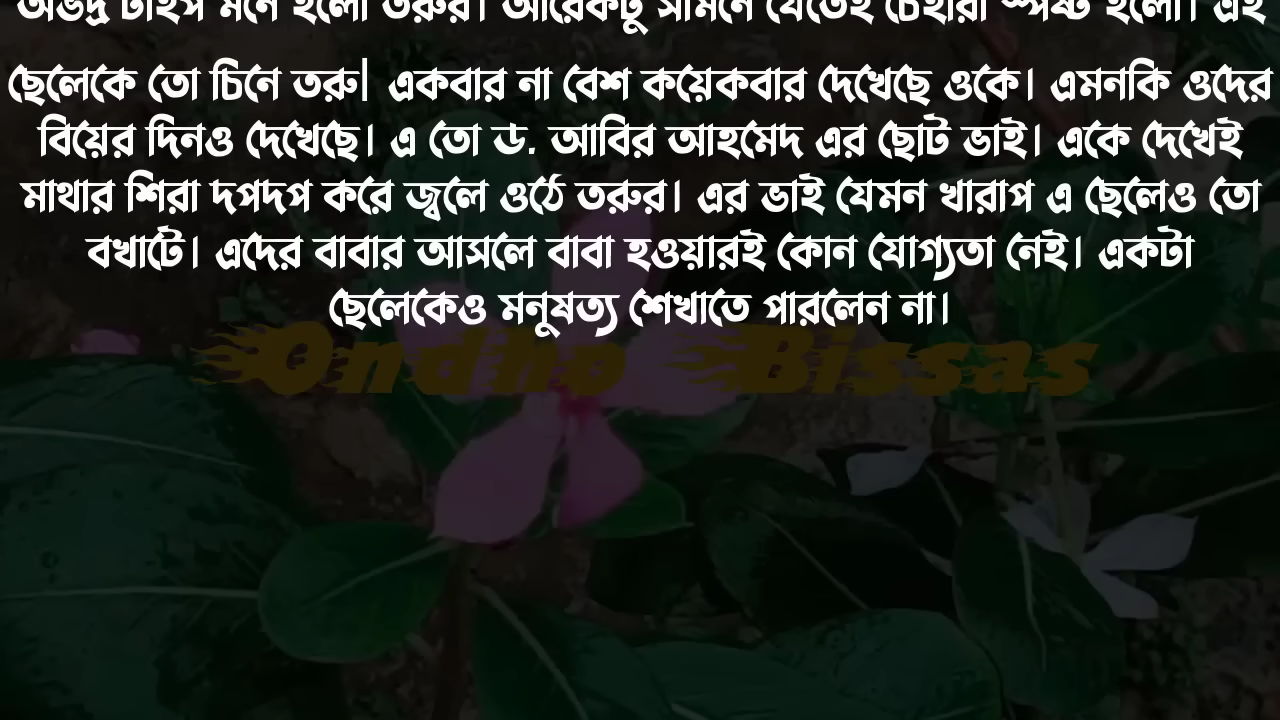 অভদ্র টাইপ মনে হলো তরুর। আরেকটু সামনে যেতেই চেহারা স্পষ্ট হলো। এই
ছেলেকে তো চিনে তরু| একবার না বেশ কয়েকবার দেখেছে ওকে। এমনকি ওদের
বিয়ের দিনও দেখেছে। এ তো ড. আবির আহমেদ এর ছোট ভাই। একে দেখেই
মাথার শিরা দপদপ করে জ্বলে ওঠে তরুর। এর ভাই যেমন খারাপ এ ছেলেও তো
বখাটে। এদের বাবার আসলে বাবা হওয়ারই কোন যোগ্যতা নেই। একটা
ছেলেকেও মনুষত্য শেখাতে পারলেন না।
Ondho Bissas